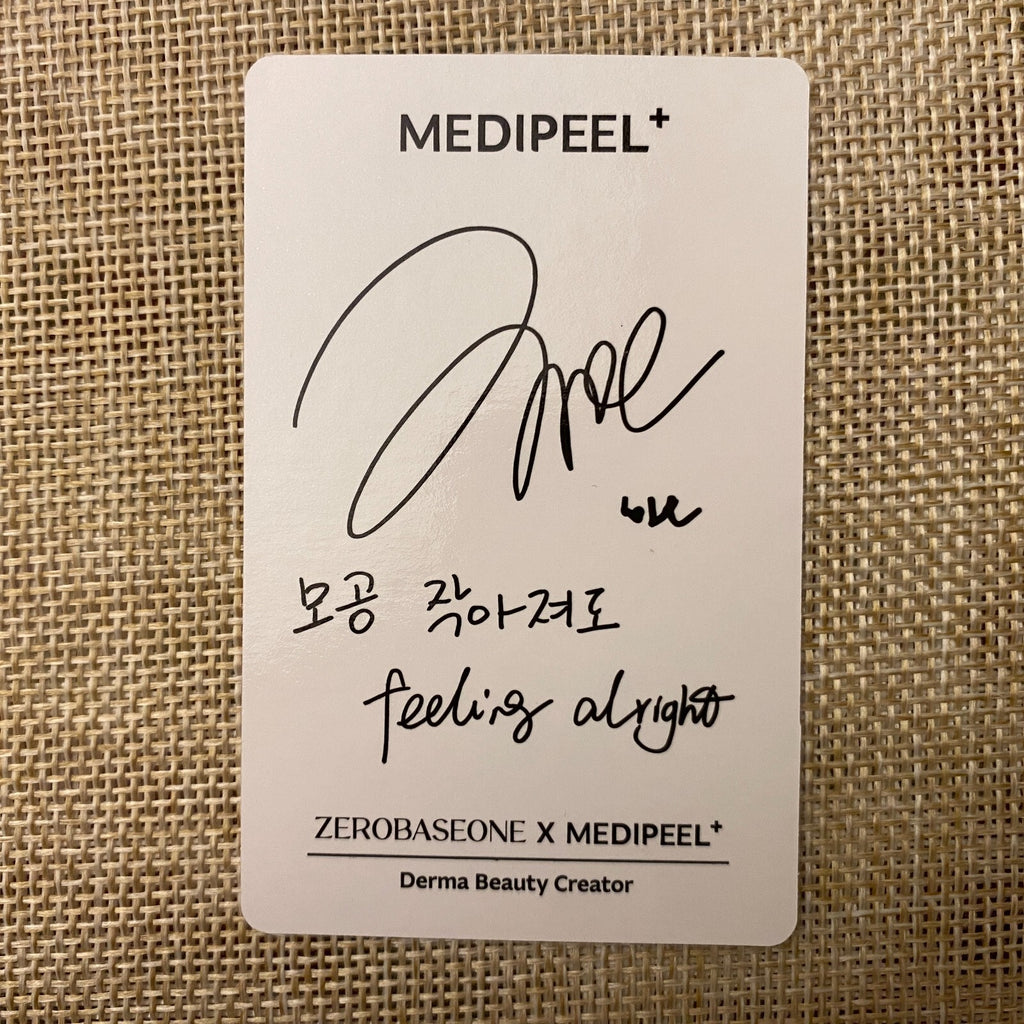 MEDIPEEL+
모공 작아져도
feeling alright
ZEROBASEONE X MEDIPEEL+
Derma Beauty Creator